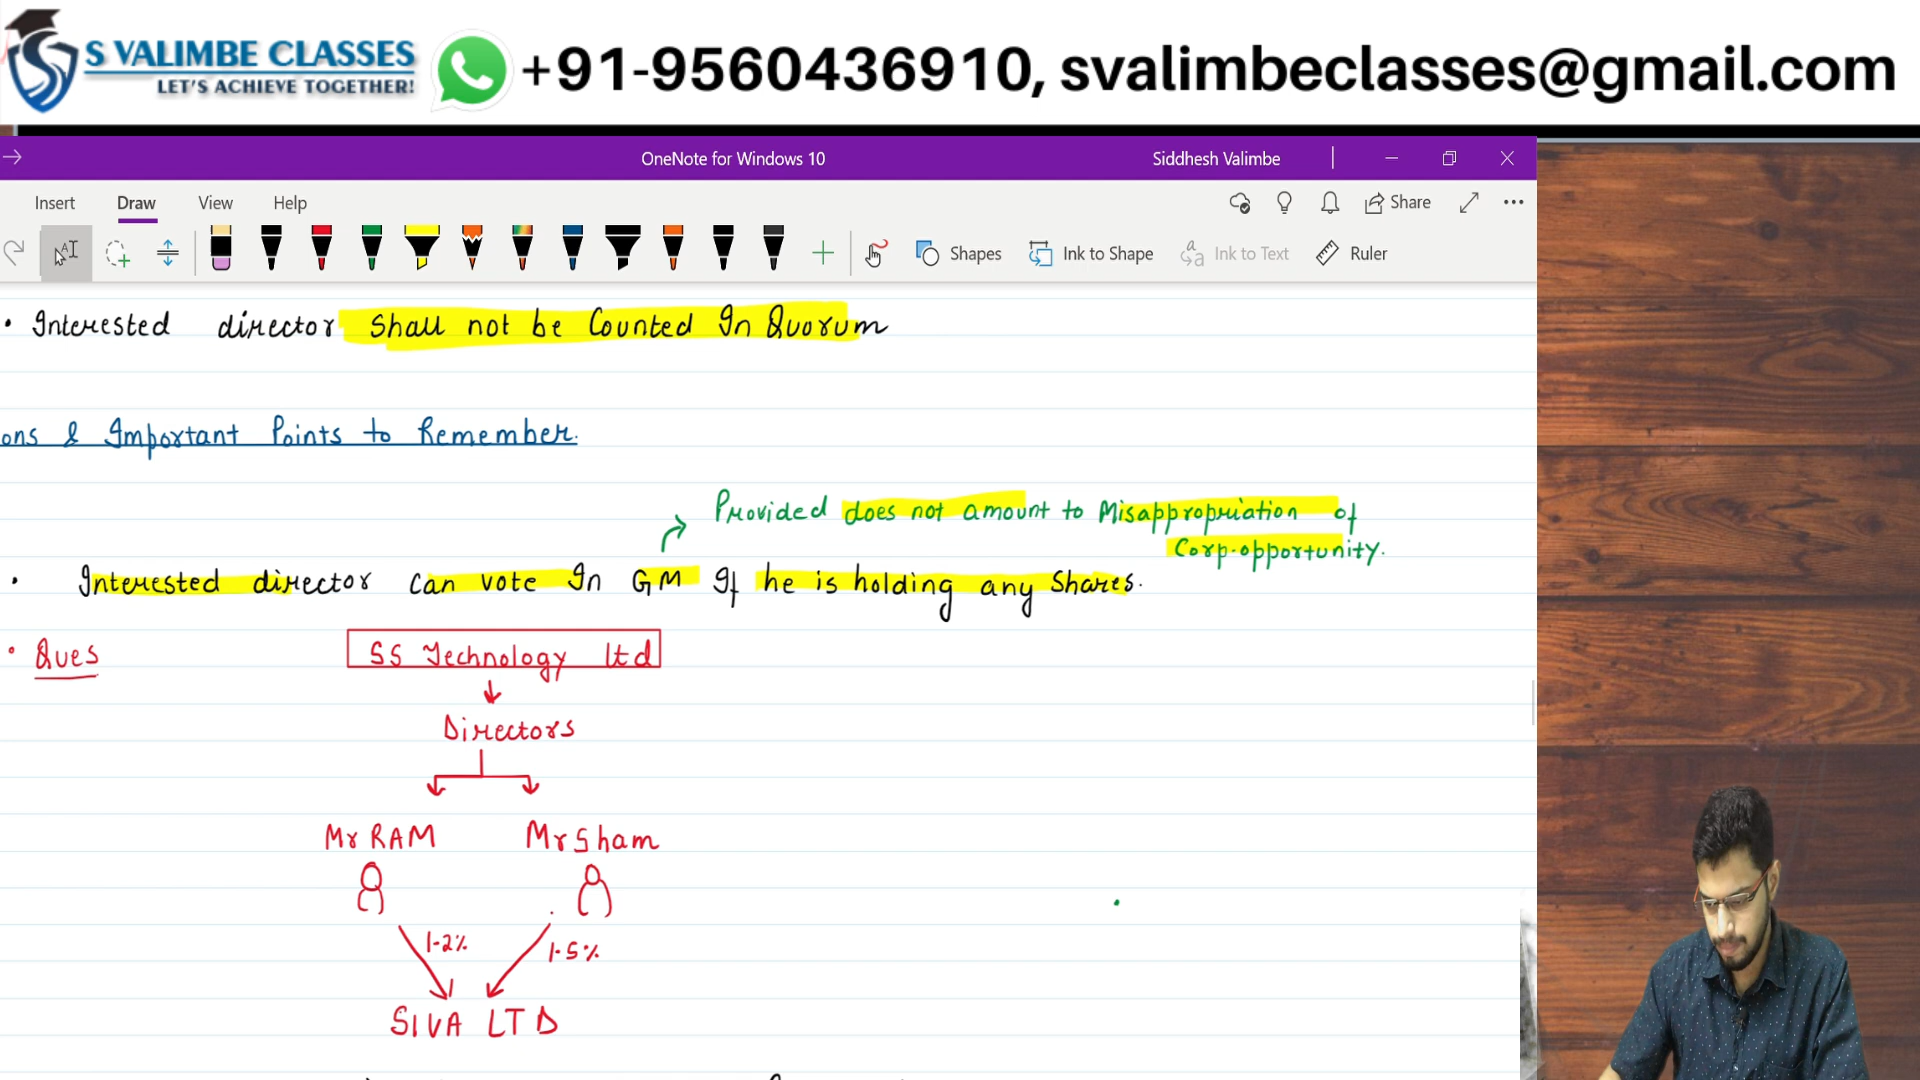 S VALIMBE CLASSES
LET'S ACHIEVE TOGETHER!
+91-9560436910, svalimbeclasses@gmail.com
OneNote for Windows 10
Siddhesh Valimbe
Insert Draw View Help
Share
Shapes Ink to Shape Ink to Text Ruler
• Interested director Shall not be Counted In Quorum
ons & Important Points to Remember.
Provided does not amount to Misappropriation of
Corp. opportunity.
• Interested director can vote In GM If he is holding any Shares.
• Ques
SS Technology Ltd
Directors
Mr RAM Mr Sham
1.2% 1.5%
SIVA LTD